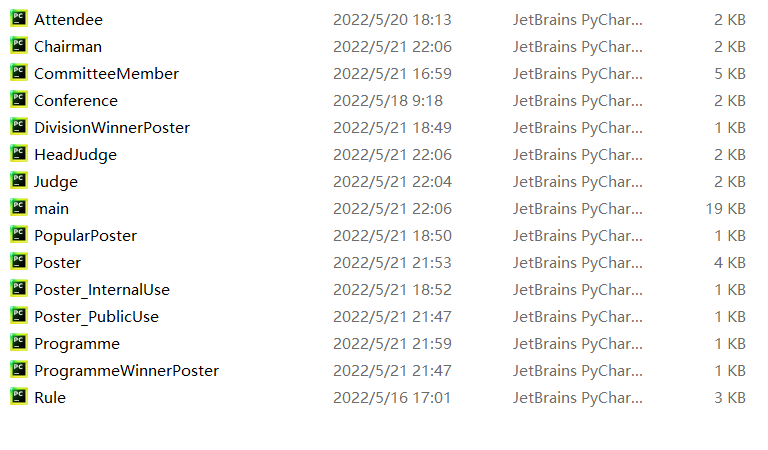 Attendee 2022/5/20 18:13 JetBrains PyChar... 2 KB
Chairman 2022/5/21 22:06 JetBrains PyChar... 2 KB
CommitteeMember 2022/5/21 16:59 JetBrains PyChar... 5 KB
Conference 2022/5/18 9:18 JetBrains PyChar... 2 KB
DivisionWinnerPoster 2022/5/21 18:49 JetBrains PyChar... 1 KB
HeadJudge 2022/5/21 22:06 JetBrains PyChar... 2 KB
Judge 2022/5/21 22:04 JetBrains PyChar... 2 KB
main 2022/5/21 22:06 JetBrains PyChar... 19 KB
PopularPoster 2022/5/21 18:50 JetBrains PyChar... 1 KB
Poster 2022/5/21 21:53 JetBrains PyChar... 4 KB
Poster_InternalUse 2022/5/21 18:52 JetBrains PyChar... 1 KB
Poster_PublicUse 2022/5/21 21:47 JetBrains PyChar... 1 KB
Programme 2022/5/21 21:59 JetBrains PyChar... 1 KB
ProgrammeWinnerPoster 2022/5/21 21:47 JetBrains PyChar... 1 KB
Rule 2022/5/16 17:01 JetBrains PyChar... 3 KB